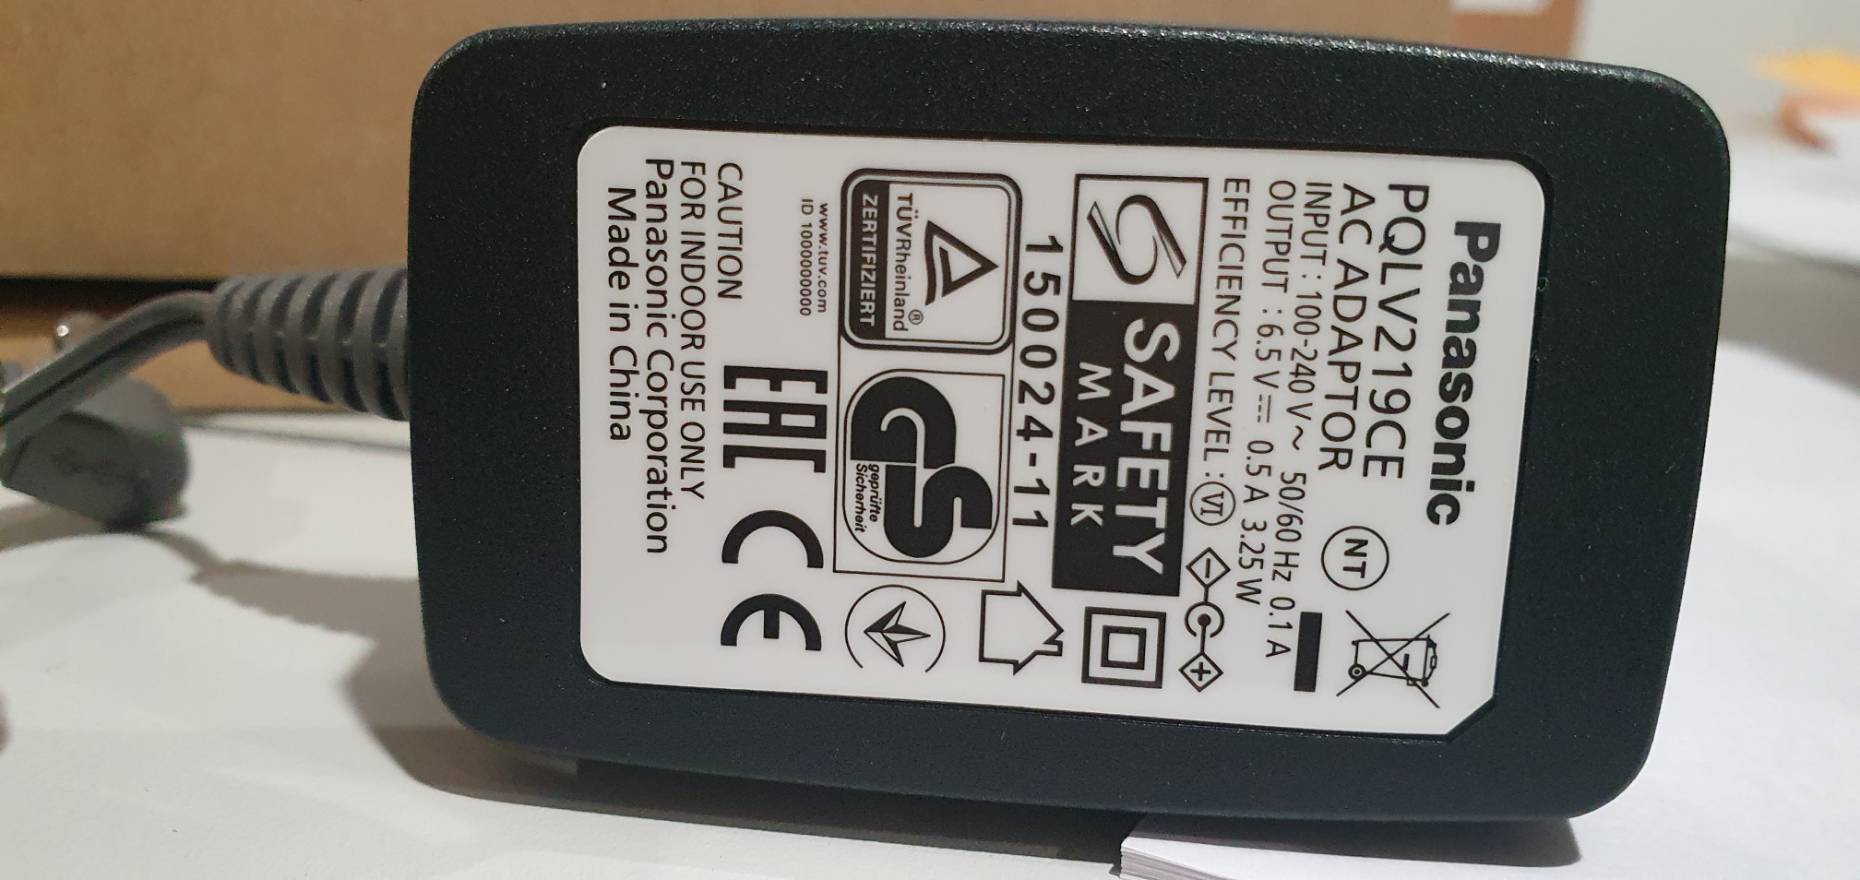 Panasonic
PQLV219CE
AC ADAPTOR
NT
INPUT : 100-240 V~ 50/60 Hz 0.1 A
OUTPUT : 6.5 V⎓ 0.5 A 3.25 W
EFFICIENCY LEVEL : VI
- +
SAFETY
MARK
150024-11
TÜVRheinland®
ZERTIFIZIERT
GS
geprüfte
Sicherheit
www.tuv.com
ID 1000000000
EAC CE
CAUTION
FOR INDOOR USE ONLY
Panasonic Corporation
Made in China